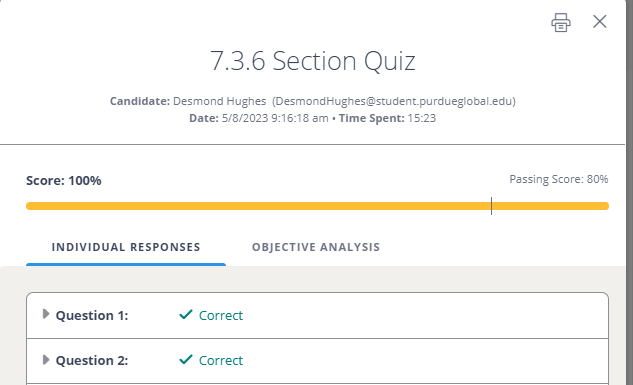 7.3.6 Section Quiz
Candidate: Desmond Hughes (DesmondHughes@student.purdueglobal.edu)
Date: 5/8/2023 9:16:18 am • Time Spent: 15:23
Score: 100%
Passing Score: 80%
INDIVIDUAL RESPONSES
OBJECTIVE ANALYSIS
Question 1: Correct
Question 2: Correct